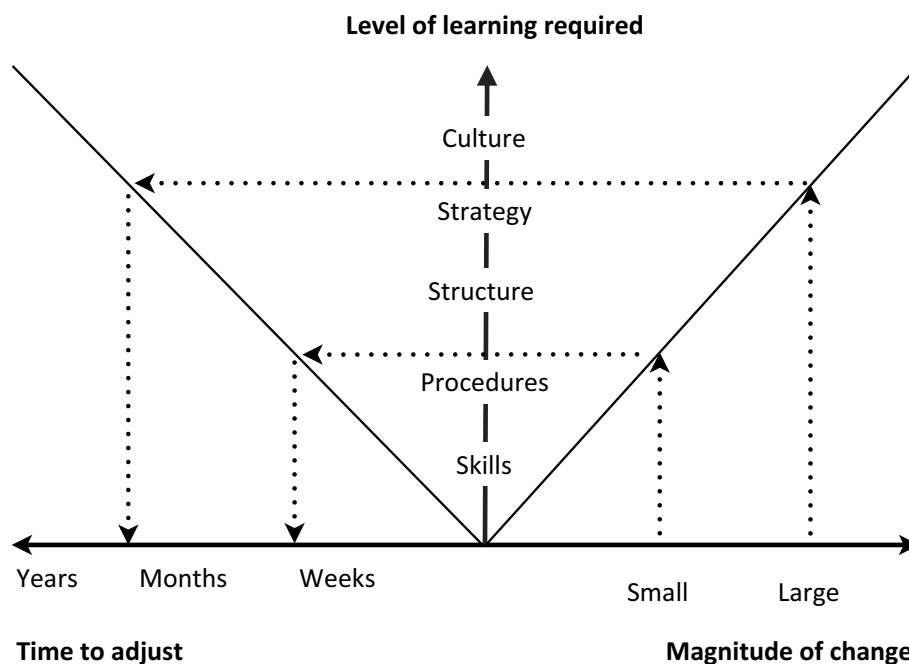 Level of learning required
Culture
Strategy
Structure
Procedures
Skills
Years Months Weeks Small Large
Time to adjust Magnitude of change